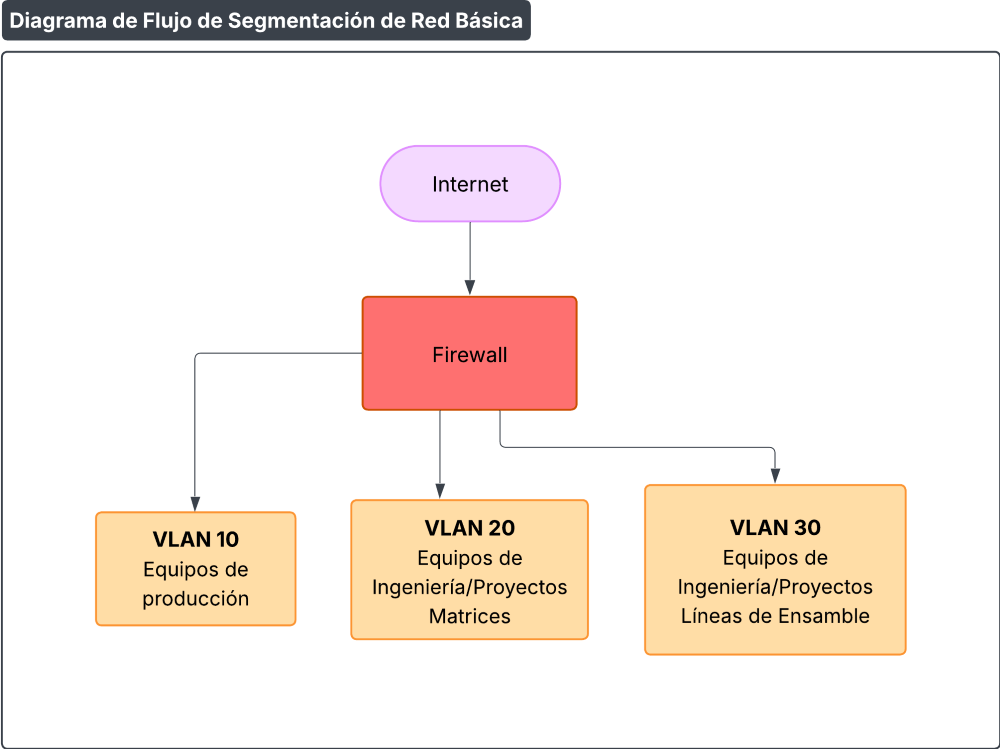 Diagrama de Flujo de Segmentación de Red Básica
Internet
Firewall
VLAN 10
Equipos de
producción
VLAN 20
Equipos de
Ingeniería/Proyectos
Matrices
VLAN 30
Equipos de
Ingeniería/Proyectos
Líneas de Ensamble